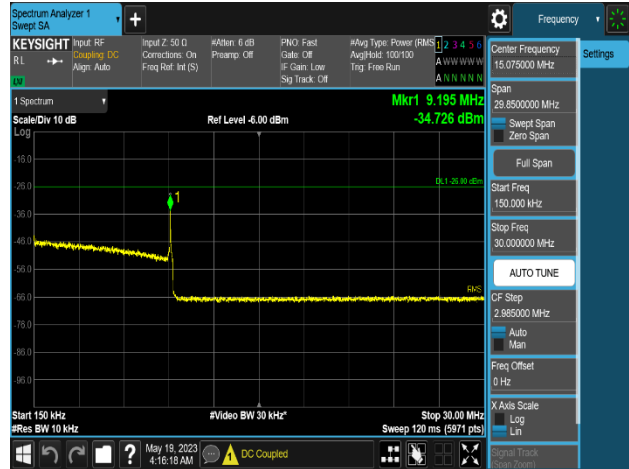 Spectrum Analyzer 1
Swept SA
Frequency
KEYSIGHT
R L
Input: RF
Coupling: DC
Align: Auto
Input Z: 50 Ω
Corrections: On
Freq Ref: Int (S)
#Atten: 6 dB
Preamp: Off
PNO: Fast
Gate: Off
IF Gain: Low
Sig Track: Off
#Avg Type: Power (RMS
Avg|Hold: 100/100
Trig: Free Run
1 2 3 4 5 6
A W W W W W
A N N N N N
1 Spectrum
Scale/Div 10 dB
Ref Level -6.00 dBm
Mkr1 9.195 MHz
-34.726 dBm
Log
-16.0
-26.0
-36.0
-46.0
-56.0
-66.0
-76.0
-86.0
-96.0
DL1 -26.00 dBm
1
RMS
Start 150 kHz
#Video BW 30 kHz*
Stop 30.00 MHz
#Res BW 10 kHz
Sweep 120 ms (5971 pts)
May 19, 2023
4:16:18 AM
DC Coupled
Center Frequency
15.075000 MHz
Settings
Span
29.8500000 MHz
Swept Span
Zero Span
Full Span
Start Freq
150.000 kHz
Stop Freq
30.000000 MHz
AUTO TUNE
CF Step
2.985000 MHz
Auto
Man
Freq Offset
0 Hz
X Axis Scale
Log
Lin
Signal Track
(Span Zoom)